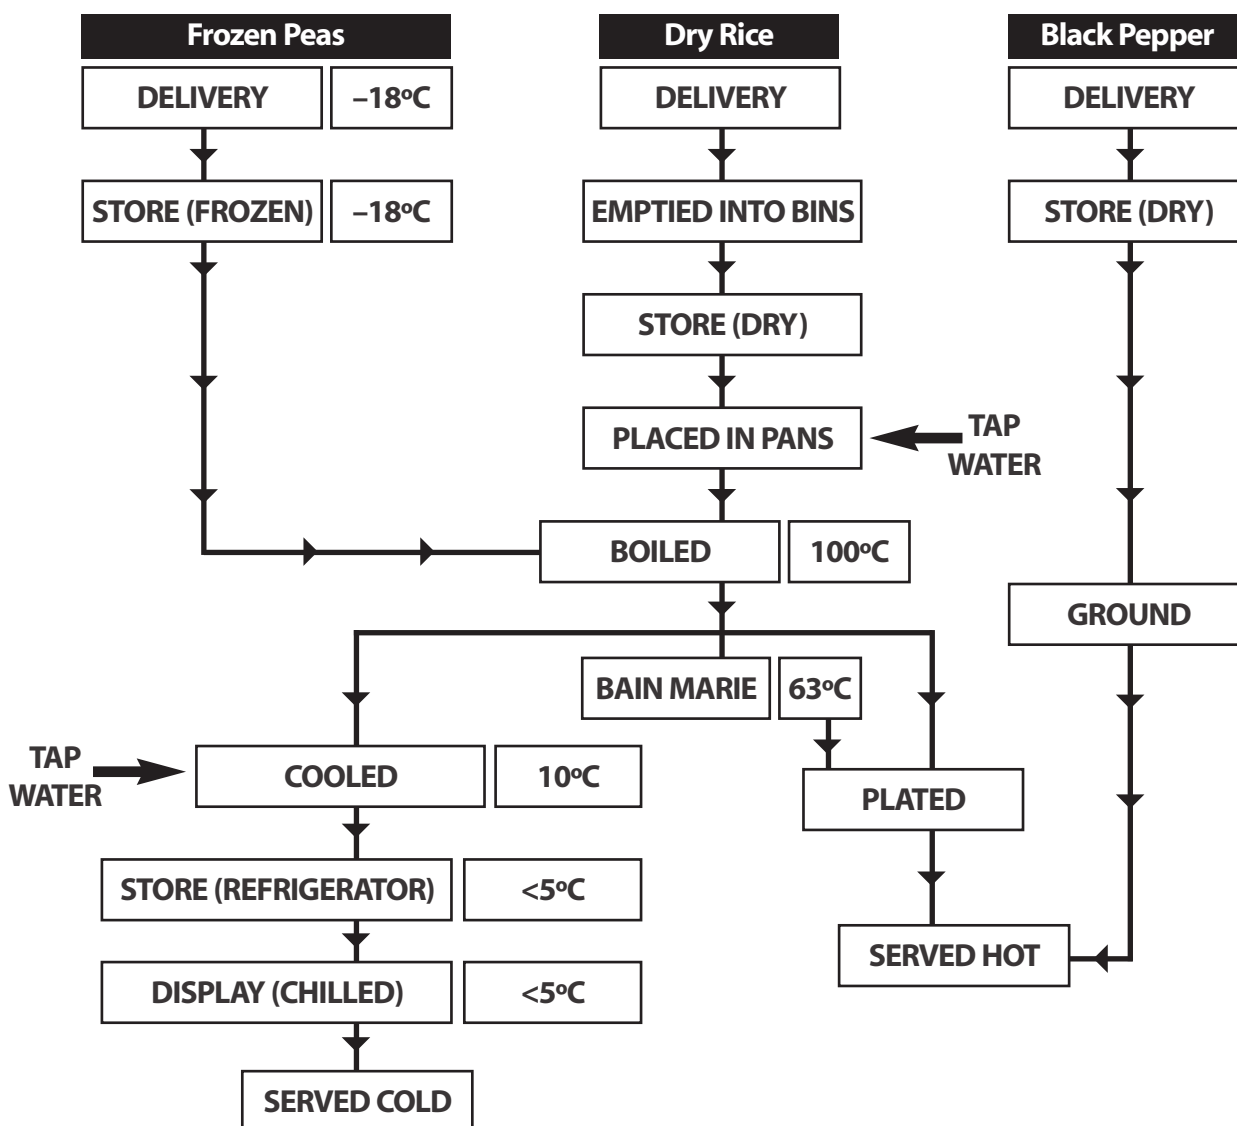 Frozen Peas
Dry Rice
Black Pepper
DELIVERY
–18ºC
DELIVERY
DELIVERY
STORE (FROZEN)
–18ºC
EMPTIED INTO BINS
STORE (DRY)
STORE (DRY)
PLACED IN PANS
TAP
WATER
BOILED
100ºC
GROUND
BAIN MARIE
63ºC
TAP
WATER
COOLED
10ºC
PLATED
STORE (REFRIGERATOR)
<5ºC
SERVED HOT
DISPLAY (CHILLED)
<5ºC
SERVED COLD